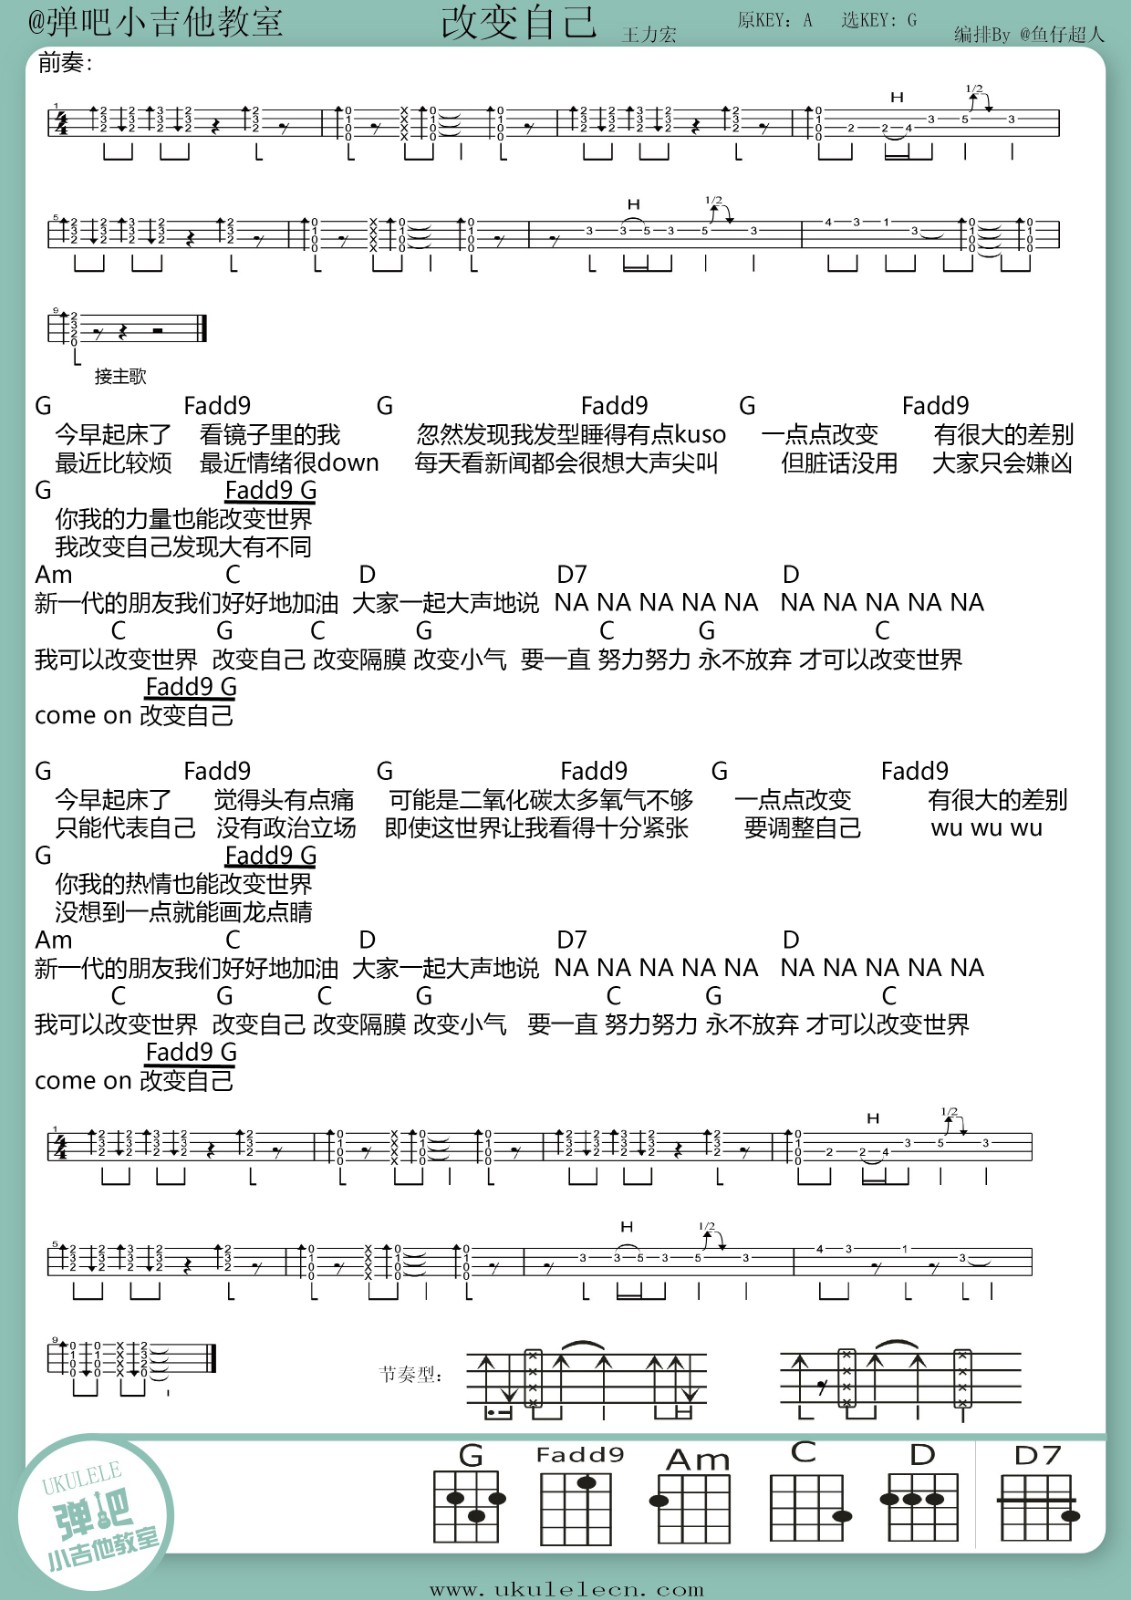 @弹吧小吉他教室
改变自己
王力宏
原KEY: A 选KEY: G
编排By @鱼仔超人
前奏:
H
1/2
H
1/2
接主歌
G Fadd9 G Fadd9 G Fadd9
今早起床了 看镜子里的我 忽然发现我发型睡得有点kuso 一点点改变 有很大的差别
最近比较烦 最近情绪很down 每天看新闻都会很想大声尖叫 但脏话没用 大家只会嫌凶
G Fadd9 G
你我的力量也能改变世界
我改变自己发现大有不同
Am C D D7 D
新一代的朋友我们好好地加油 大家一起大声地说 NA NA NA NA NA NA NA NA NA NA
C G C G C G C
我可以改变世界 改变自己 改变隔膜 改变小气 要一直 努力努力 永不放弃 才可以改变世界
Fadd9 G
come on 改变自己
G Fadd9 G Fadd9 G Fadd9
今早起床了 觉得头有点痛 可能是二氧化碳太多氧气不够 一点点改变 有很大的差别
只能代表自己 没有政治立场 即使这世界让我看得十分紧张 要调整自己 wu wu wu
G Fadd9 G
你我的热情也能改变世界
没想到一点就能画龙点睛
Am C D D7 D
新一代的朋友我们好好地加油 大家一起大声地说 NA NA NA NA NA NA NA NA NA NA
C G C G C G C
我可以改变世界 改变自己 改变隔膜 改变小气 要一直 努力努力 永不放弃 才可以改变世界
Fadd9 G
come on 改变自己
H
1/2
H
1/2
节奏型:
G Fadd9 Am C D D7
UKULELE
弹吧
小吉他教室
www.ukulelecn.com